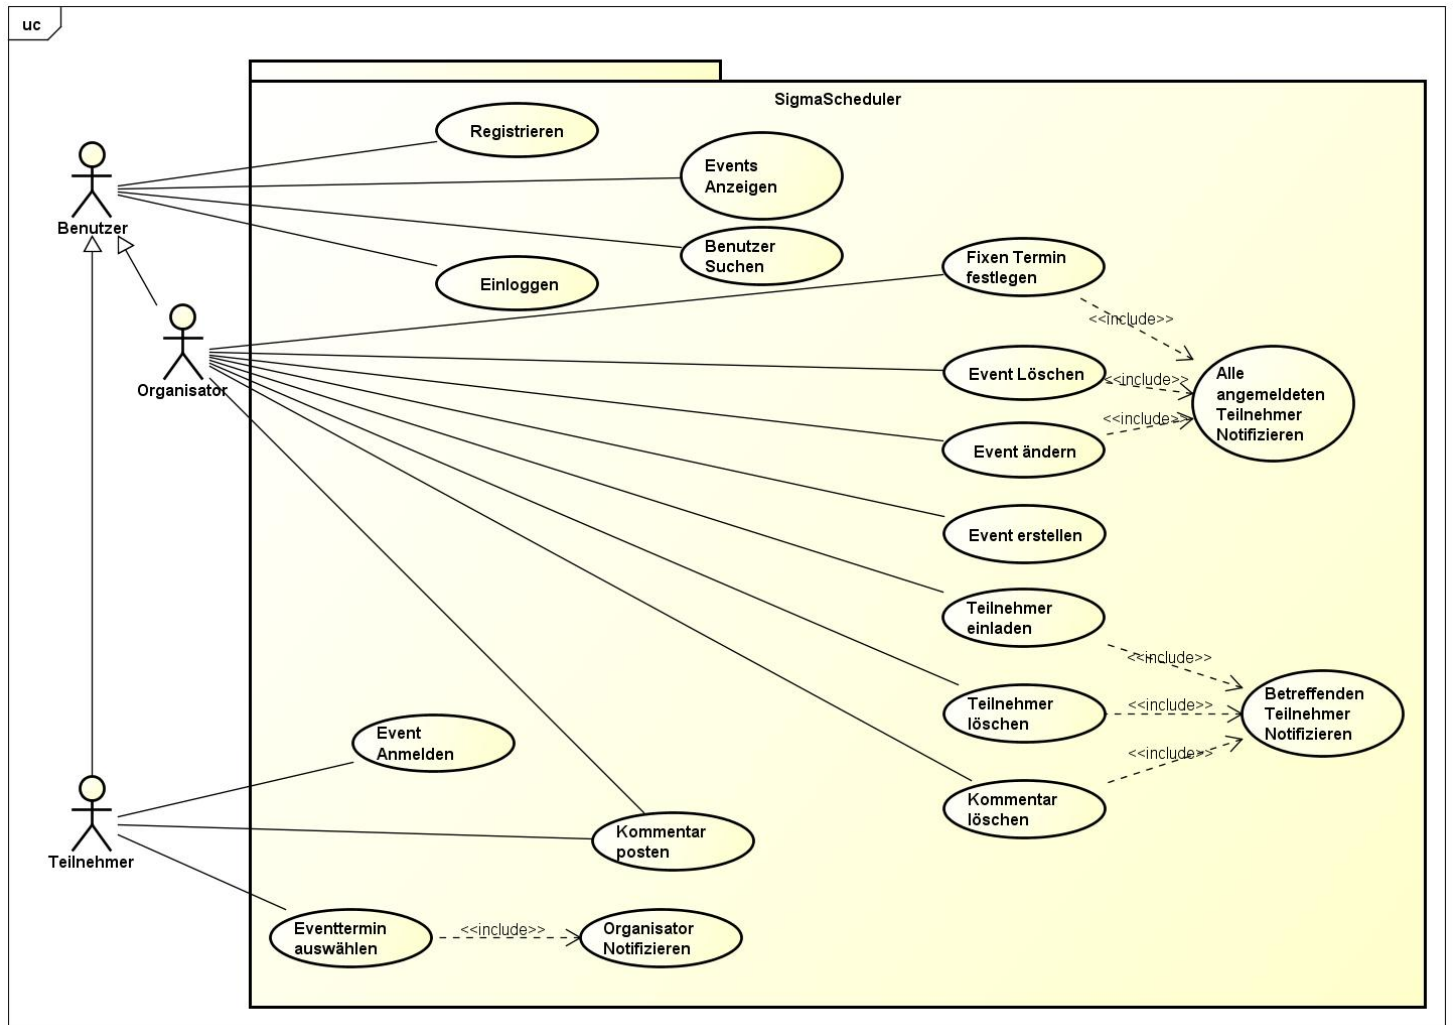 uc
SigmaScheduler
Registrieren
Events
Anzeigen
Benutzer
Benutzer
Suchen
Einloggen
Fixen Termin
festlegen
<<include>>
Organisator
Event Löschen
<<include>>
Alle
angemeldeten
Teilnehmer
Notifizieren
<<include>>
Event ändern
Event erstellen
Teilnehmer
einladen
<<include>>
Teilnehmer
löschen
<<include>>
Betreffenden
Teilnehmer
Notifizieren
<<include>>
Event
Anmelden
Kommentar
löschen
Kommentar
posten
Teilnehmer
Eventtermin
auswählen
<<include>>
Organisator
Notifizieren